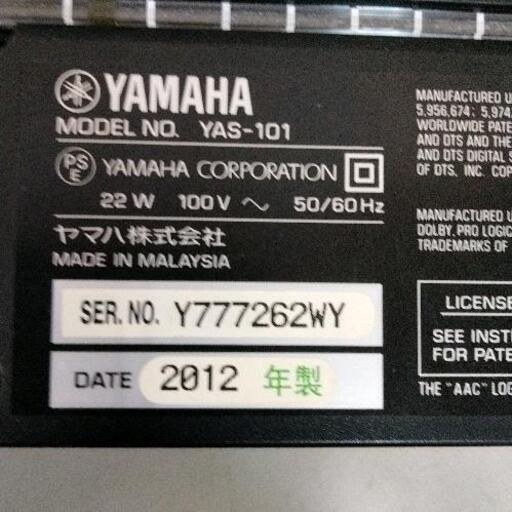 YAMAHA
MODEL NO. YAS-101
PSE YAMAHA CORPORATION
22 W 100 V ～ 50/60 Hz
ヤマハ株式会社
MADE IN MALAYSIA
SER. NO. Y777262WY
DATE 2012 年製
MANUFACTURED U
5,956,674; 5,974
WORLDWIDE PATE
AND DTS AND THE
AND DTS DIGITAL S
OF DTS, INC. COP
MANUFACTURED U
DOLBY, PRO LOGIC
TRADEMARKS OF
LICENSE
SEE INST
FOR PATE
THE "AAC" LOG